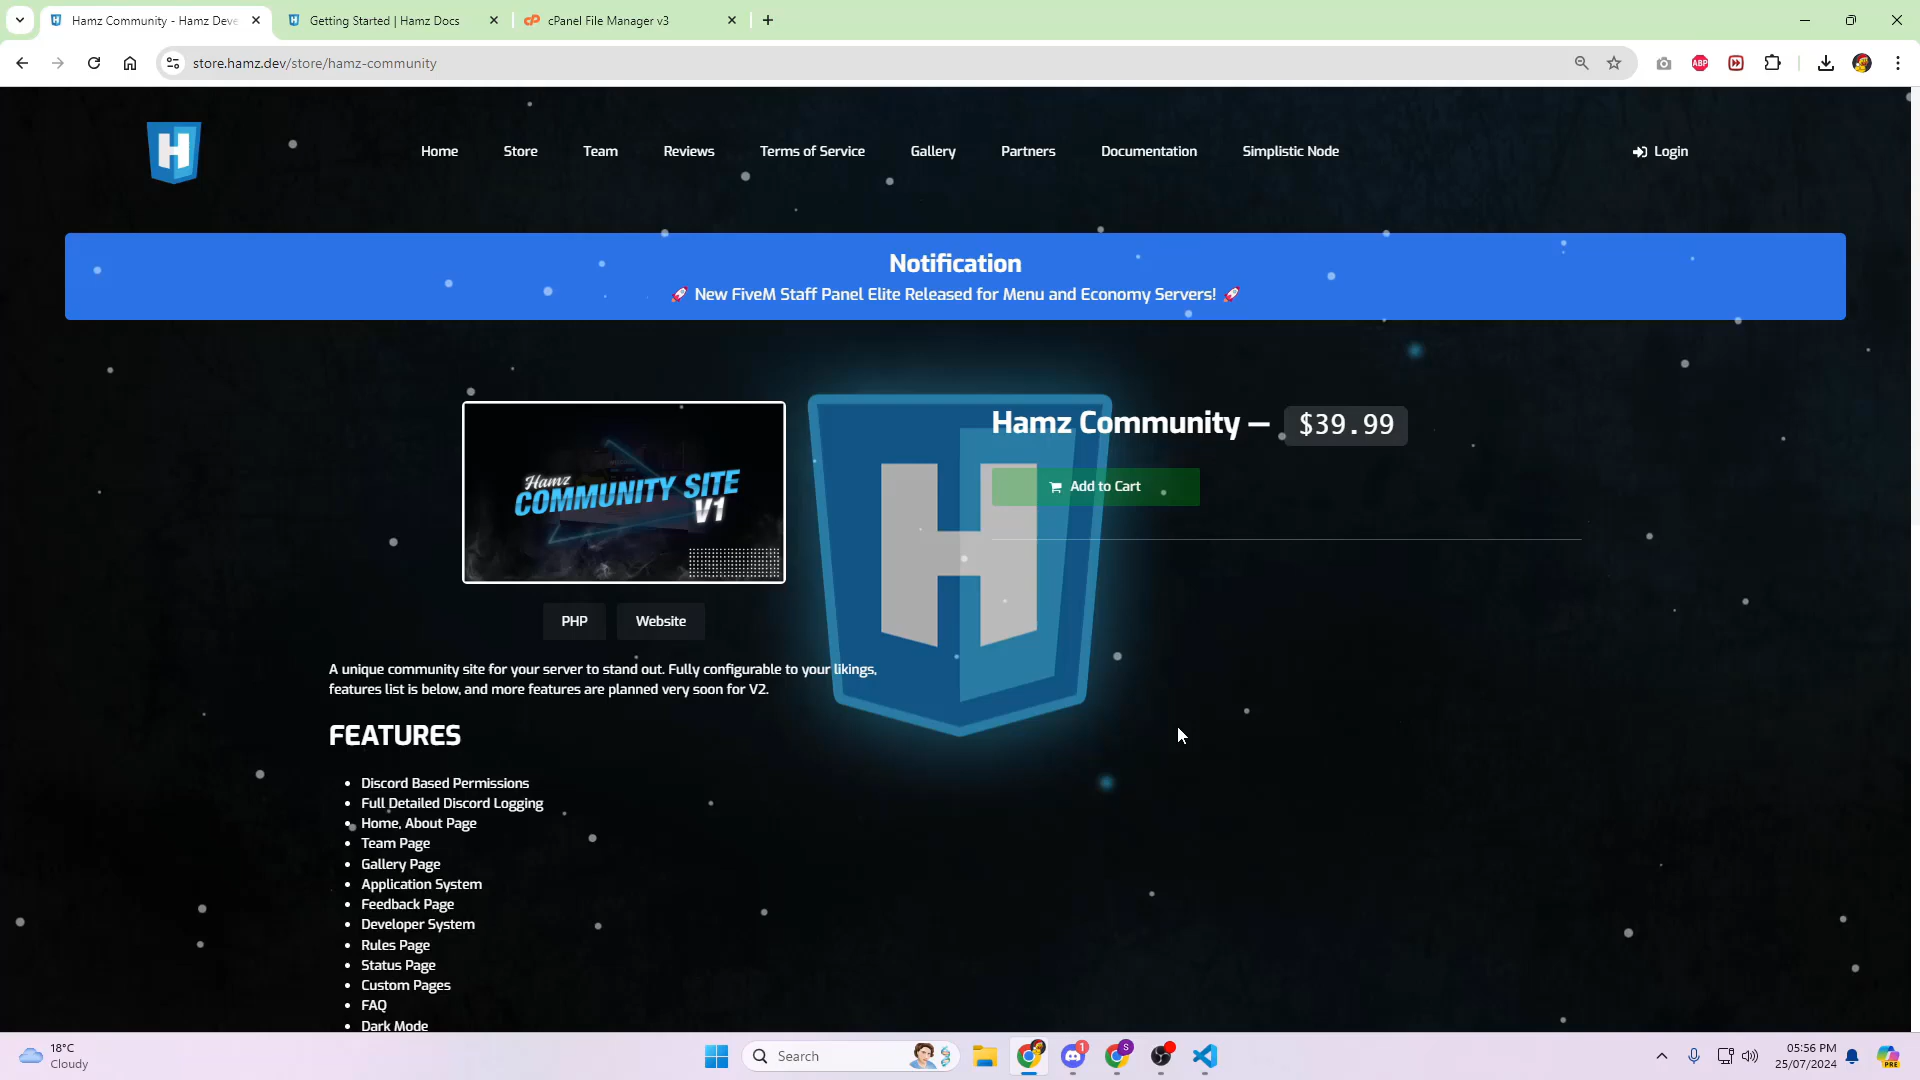 Hamz Community - Hamz Deve
Getting Started | Hamz Docs
cPanel File Manager v3
store.hamz.dev/store/hamz-community
ABP
H
Home
Store
Team
Reviews
Terms of Service
Gallery
Partners
Documentation
Simplistic Node
Login
Notification
🚀 New FiveM Staff Panel Elite Released for Menu and Economy Servers! 🚀
Hamz
COMMUNITY SITE
V1
Hamz Community — $39.99
Add to Cart
H
PHP
Website
A unique community site for your server to stand out. Fully configurable to your likings,
features list is below, and more features are planned very soon for V2.
FEATURES
• Discord Based Permissions
• Full Detailed Discord Logging
• Home, About Page
• Team Page
• Gallery Page
• Application System
• Feedback Page
• Developer System
• Rules Page
• Status Page
• Custom Pages
• FAQ
• Dark Mode
18°C
Cloudy
Search
1
S
05:56 PM
25/07/2024
PRE